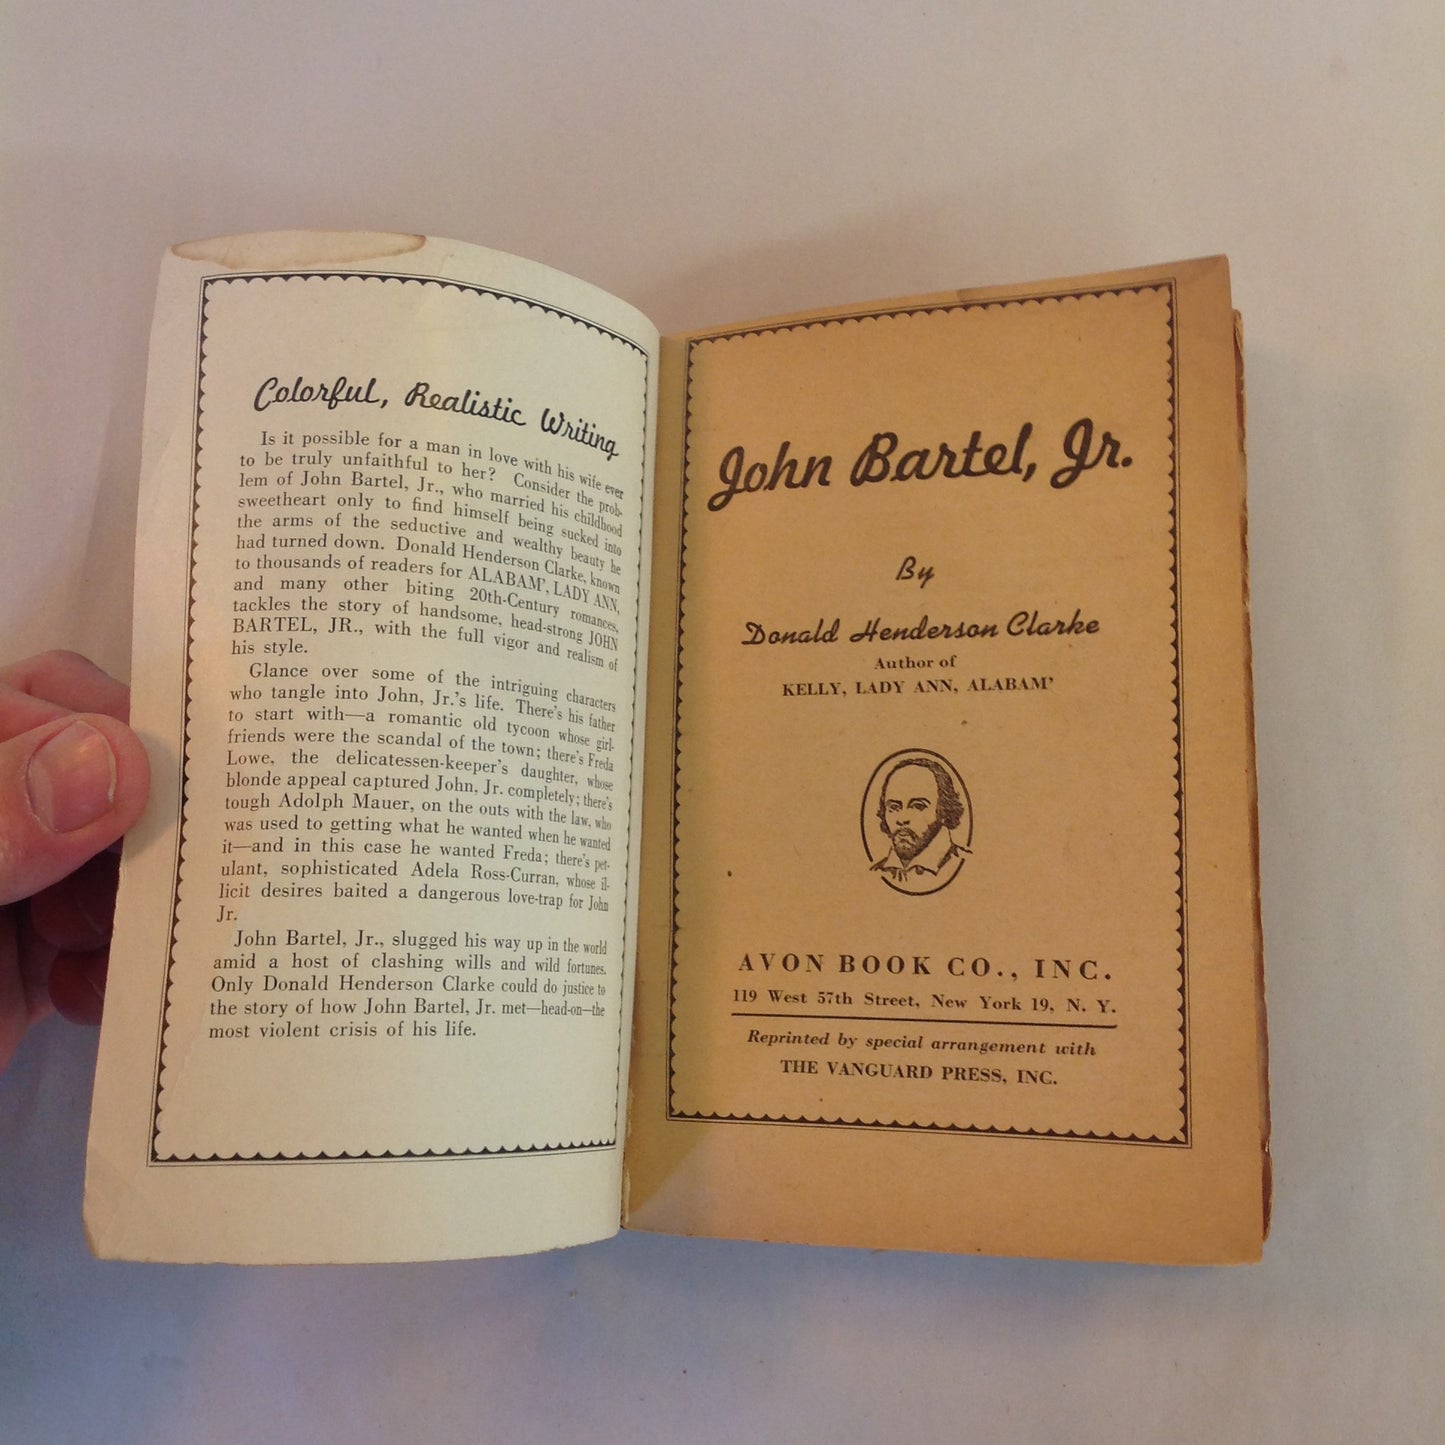 Colorful, Realistic Writing
Is it possible for a man in love with his wife ever
to be truly unfaithful to her? Consider the prob-
lem of John Bartel, Jr., who married his childhood
sweetheart only to find himself being sucked into
the arms of the seductive and wealthy beauty he
had turned down. Donald Henderson Clarke, known
to thousands of readers for ALABAM', LADY ANN,
and many other biting 20th-Century romances,
tackles the story of handsome, head-strong JOHN
BARTEL, JR., with the full vigor and realism of
his style.
Glance over some of the intriguing characters
who tangle into John, Jr.'s life. There's his father
to start with—a romantic old tycoon whose girl-
friends were the scandal of the town; there's Freda
Lowe, the delicatessen-keeper's daughter, whose
blonde appeal captured John, Jr. completely; there's
tough Adolph Mauer, on the outs with the law, who
was used to getting what he wanted when he wanted
it—and in this case he wanted Freda; there's pet-
ulant, sophisticated Adela Ross-Curran, whose il-
licit desires baited a dangerous love-trap for John
Jr.
John Bartel, Jr., slugged his way up in the world
amid a host of clashing wills and wild fortunes.
Only Donald Henderson Clarke could do justice to
the story of how John Bartel, Jr. met—head-on—the
most violent crisis of his life.
John Bartel, Jr.
By
Donald Henderson Clarke
Author of
KELLY, LADY ANN, ALABAM'
AVON BOOK CO., INC.
119 West 57th Street, New York 19, N. Y.
Reprinted by special arrangement with
THE VANGUARD PRESS, INC.